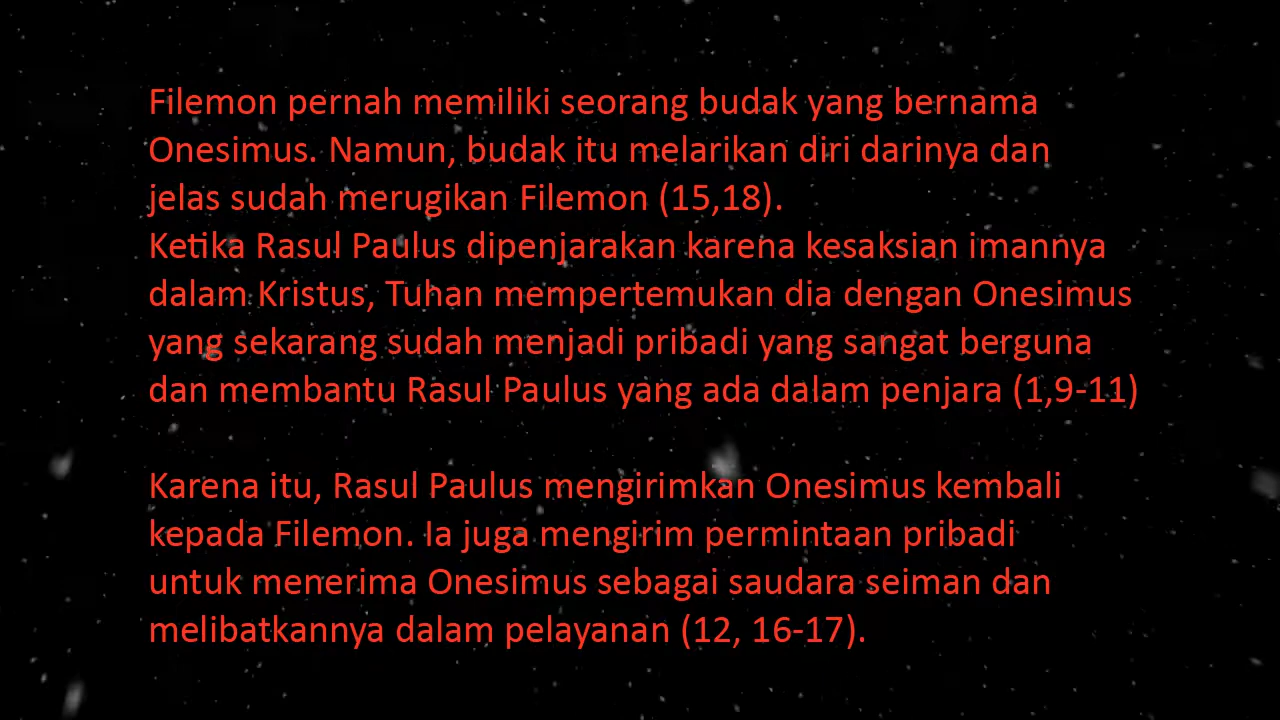 Filemon pernah memiliki seorang budak yang bernama
Onesimus. Namun, budak itu melarikan diri darinya dan
jelas sudah merugikan Filemon (15,18).
Ketika Rasul Paulus dipenjarakan karena kesaksian imannya
dalam Kristus, Tuhan mempertemukan dia dengan Onesimus
yang sekarang sudah menjadi pribadi yang sangat berguna
dan membantu Rasul Paulus yang ada dalam penjara (1,9-11)
Karena itu, Rasul Paulus mengirimkan Onesimus kembali
kepada Filemon. Ia juga mengirim permintaan pribadi
untuk menerima Onesimus sebagai saudara seiman dan
melibatkannya dalam pelayanan (12, 16-17).